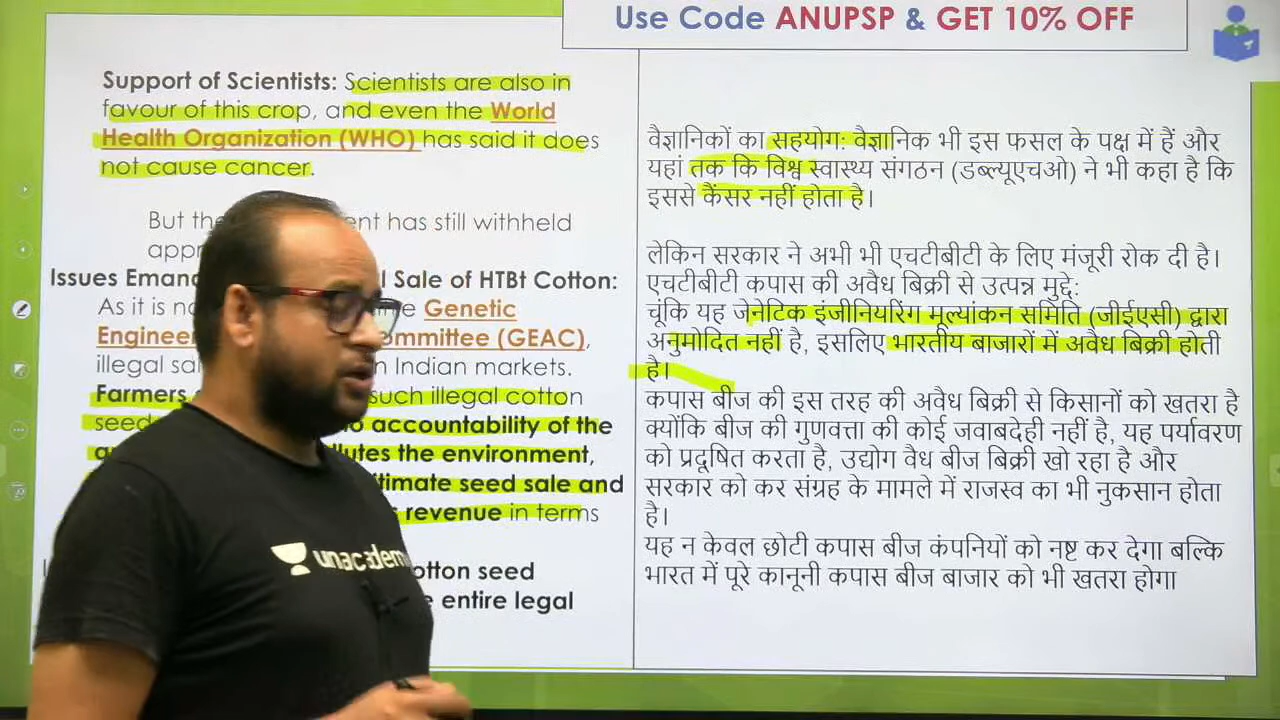 Use Code ANUPSP & GET 10% OFF
Support of Scientists: Scientists are also in
favour of this crop, and even the World
Health Organization (WHO) has said it does
not cause cancer.
But the ent has still withheld
Issues Sale of HTBt Cotton:
As it is Genetic
(GEAC),
illegal Indian markets.
Farmers such illegal cotton
accountability of the
the environment,
seed sale and
revenue in terms
cotton seed
entire legal
वैज्ञानिकों का सहयोगः वैज्ञानिक भी इस फसल के पक्ष में हैं और
यहां तक कि विश्व स्वास्थ्य संगठन (डब्ल्यूएचओ) ने भी कहा है कि
इससे कैंसर नहीं होता है।
लेकिन सरकार ने अभी भी एचटीबीटी के लिए मंजूरी रोक दी है।
एचटीबीटी कपास की अवैध बिक्री से उत्पन्न मुद्दे:
चूंकि यह जेनेटिक इंजीनियरिंग मूल्यांकन समिति (जीईएसी) द्वारा
अनुमोदित नहीं है, इसलिए भारतीय बाजारों में अवैध बिक्री होती
है।
कपास बीज की इस तरह की अवैध बिक्री से किसानों को खतरा है
क्योंकि बीज की गुणवत्ता की कोई जवाबदेही नहीं है, यह पर्यावरण
को प्रदूषित करता है, उद्योग वैध बीज बिक्री खो रहा है और
सरकार को कर संग्रह के मामले में राजस्व का भी नुकसान होता
है।
यह न केवल छोटी कपास बीज कंपनियों को नष्ट कर देगा बल्कि
भारत में पूरे कानूनी कपास बीज बाजार को भी खतरा होगा
unacademy